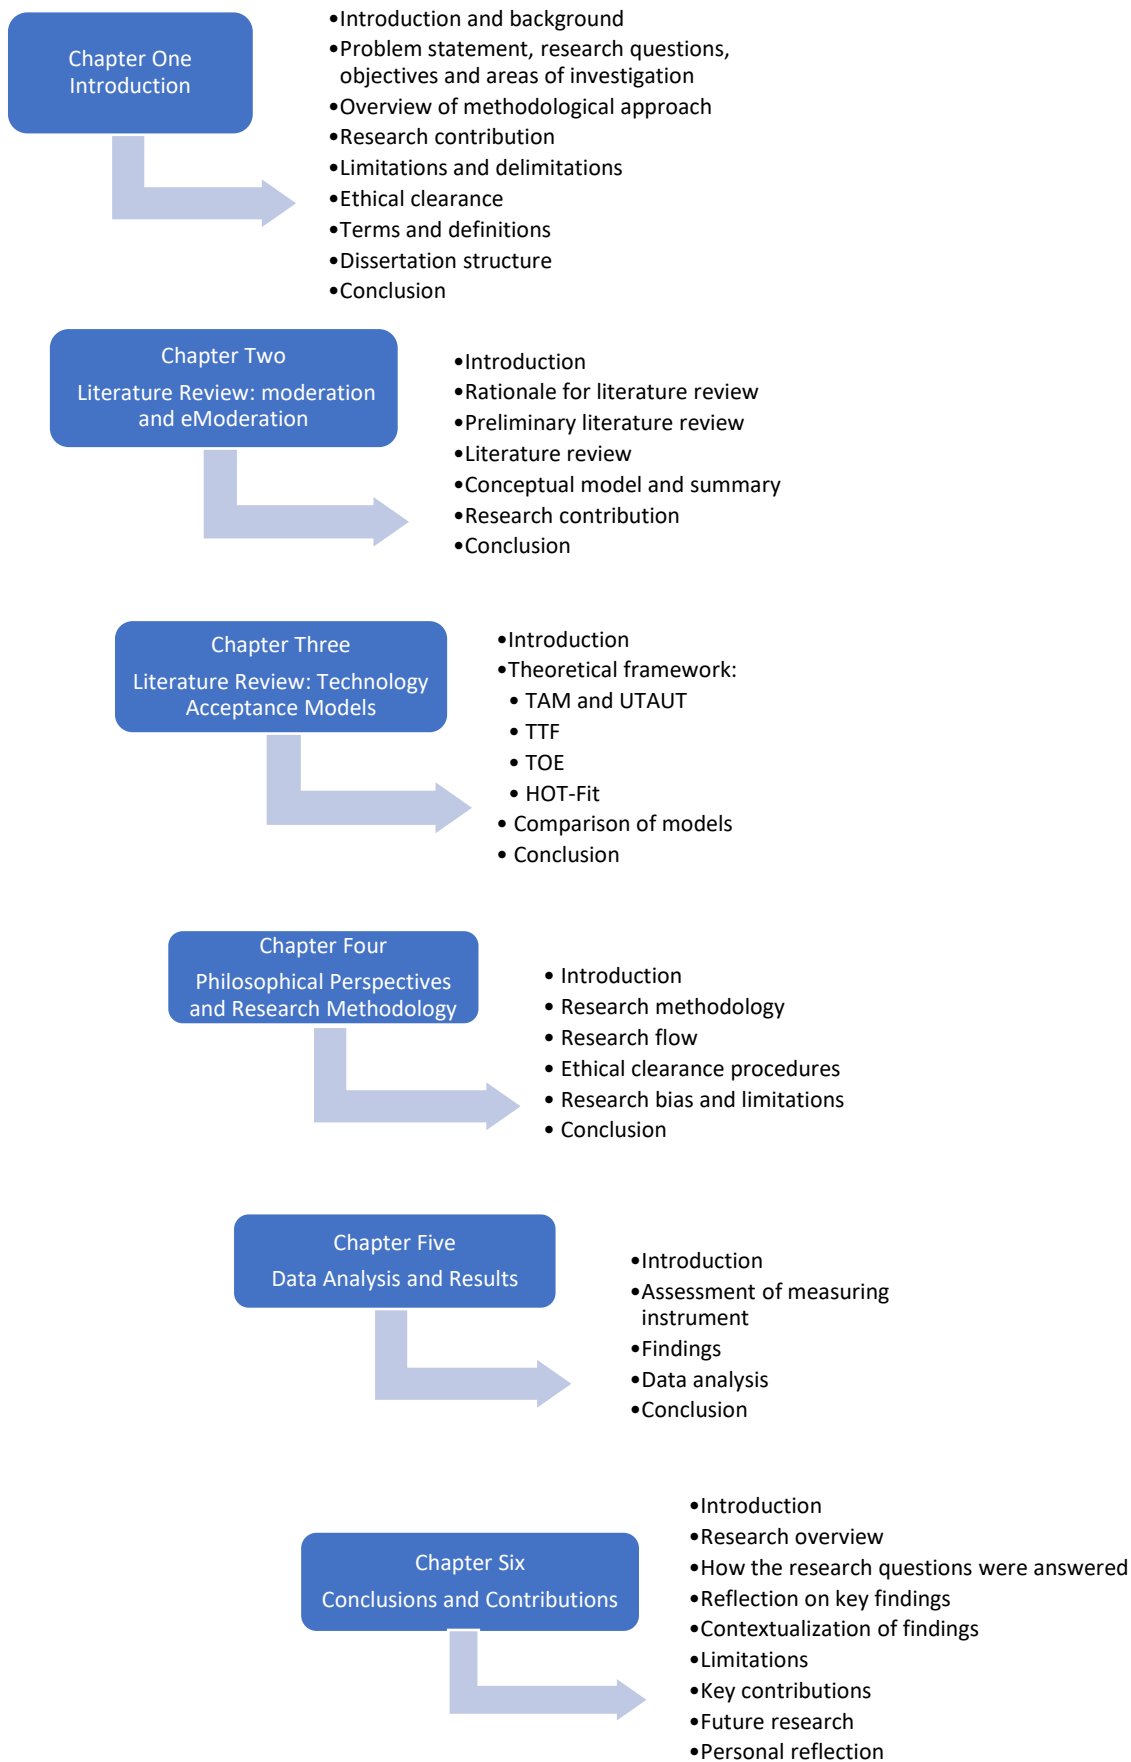 Chapter One
Introduction
•Introduction and background
•Problem statement, research questions,
objectives and areas of investigation
•Overview of methodological approach
•Research contribution
•Limitations and delimitations
•Ethical clearance
•Terms and definitions
•Dissertation structure
•Conclusion
Chapter Two
Literature Review: moderation
and eModeration
•Introduction
•Rationale for literature review
•Preliminary literature review
•Literature review
•Conceptual model and summary
•Research contribution
•Conclusion
Chapter Three
Literature Review: Technology
Acceptance Models
•Introduction
•Theoretical framework:
• TAM and UTAUT
• TTF
• TOE
• HOT-Fit
• Comparison of models
• Conclusion
Chapter Four
Philosophical Perspectives
and Research Methodology
• Introduction
• Research methodology
• Research flow
• Ethical clearance procedures
• Research bias and limitations
• Conclusion
Chapter Five
Data Analysis and Results
•Introduction
•Assessment of measuring
instrument
•Findings
•Data analysis
•Conclusion
Chapter Six
Conclusions and Contributions
•Introduction
•Research overview
•How the research questions were answered
•Reflection on key findings
•Contextualization of findings
•Limitations
•Key contributions
•Future research
•Personal reflection